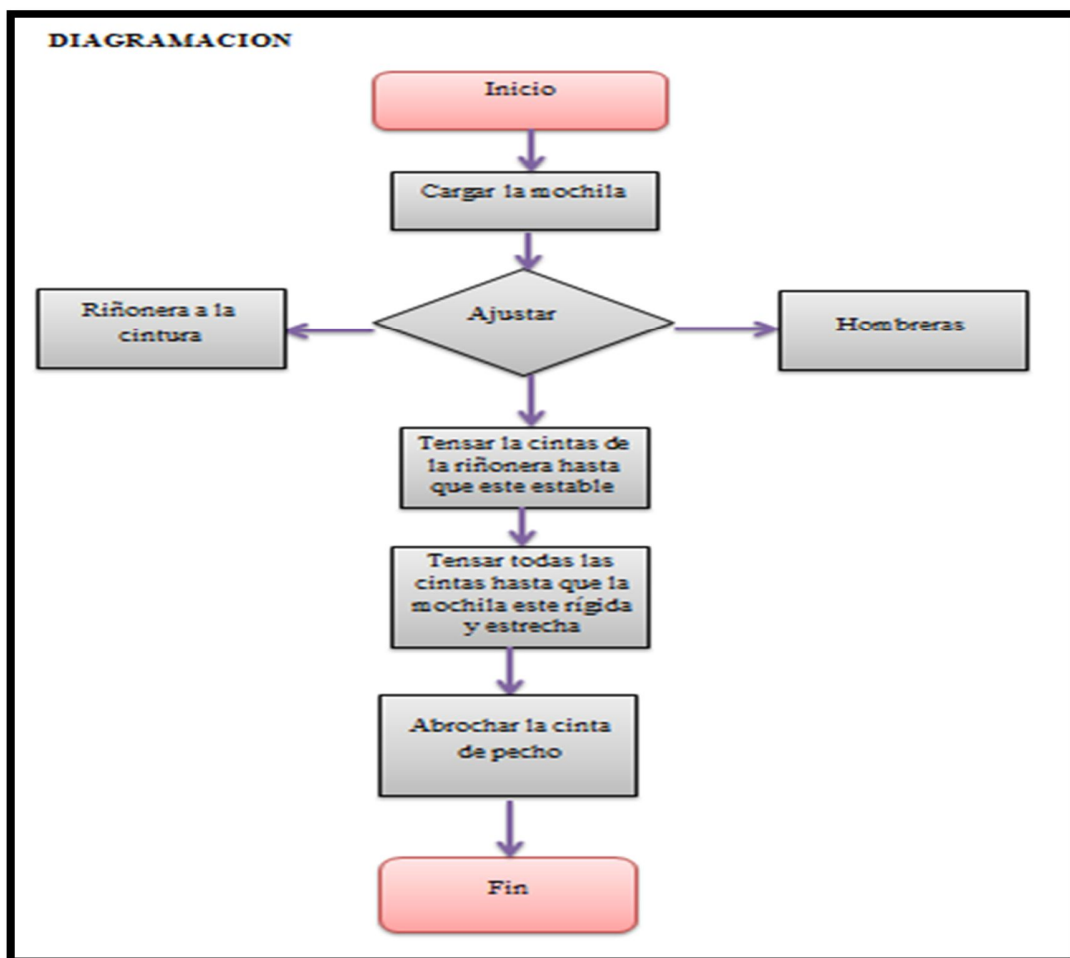 DIAGRAMACION
Inicio
Cargar la mochila
Ajustar
Riñonera a la
cintura
Hombreras
Tensar la cintas de
la riñonera hasta
que este estable
Tensar todas las
cintas hasta que la
mochila este rígida
y estrecha
Abrochar la cinta
de pecho
Fin